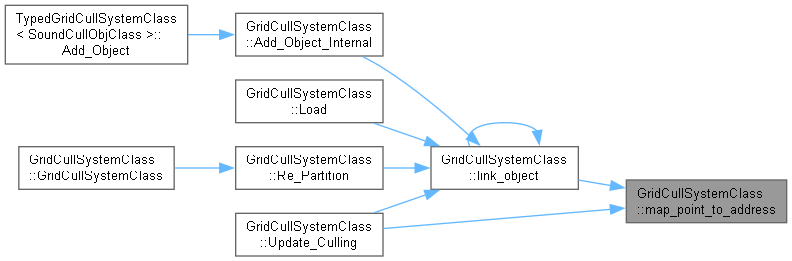 TypedGridCullSystemClass
< SoundCullObjClass >::
Add_Object
GridCullSystemClass
::Add_Object_Internal
GridCullSystemClass
::Load
GridCullSystemClass
::GridCullSystemClass
GridCullSystemClass
::Re_Partition
GridCullSystemClass
::link_object
GridCullSystemClass
::map_point_to_address
GridCullSystemClass
::Update_Culling